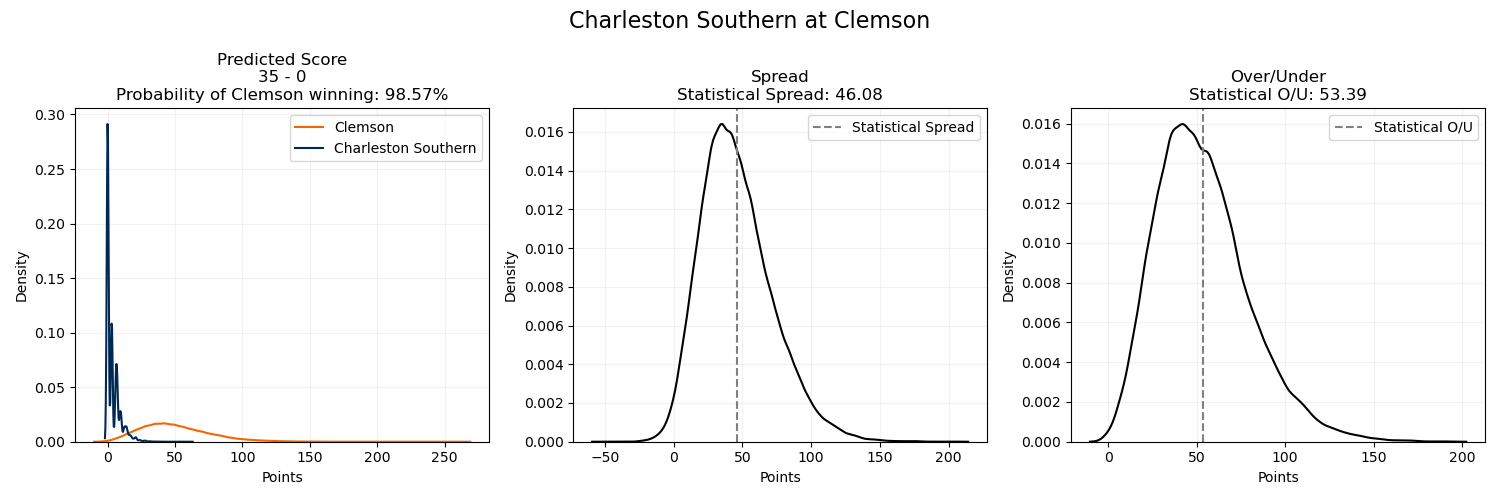 Charleston Southern at Clemson
Predicted Score
35 - 0
Probability of Clemson winning: 98.57%
Clemson
Charleston Southern
0.30
0.25
0.20
0.15
0.10
0.05
0.00
Density
0
50
100
150
200
250
Points
Spread
Statistical Spread: 46.08
Statistical Spread
0.016
0.014
0.012
0.010
0.008
0.006
0.004
0.002
0.000
Density
−50
0
50
100
150
200
Points
Over/Under
Statistical O/U: 53.39
Statistical O/U
0.016
0.014
0.012
0.010
0.008
0.006
0.004
0.002
0.000
Density
0
50
100
150
200
Points